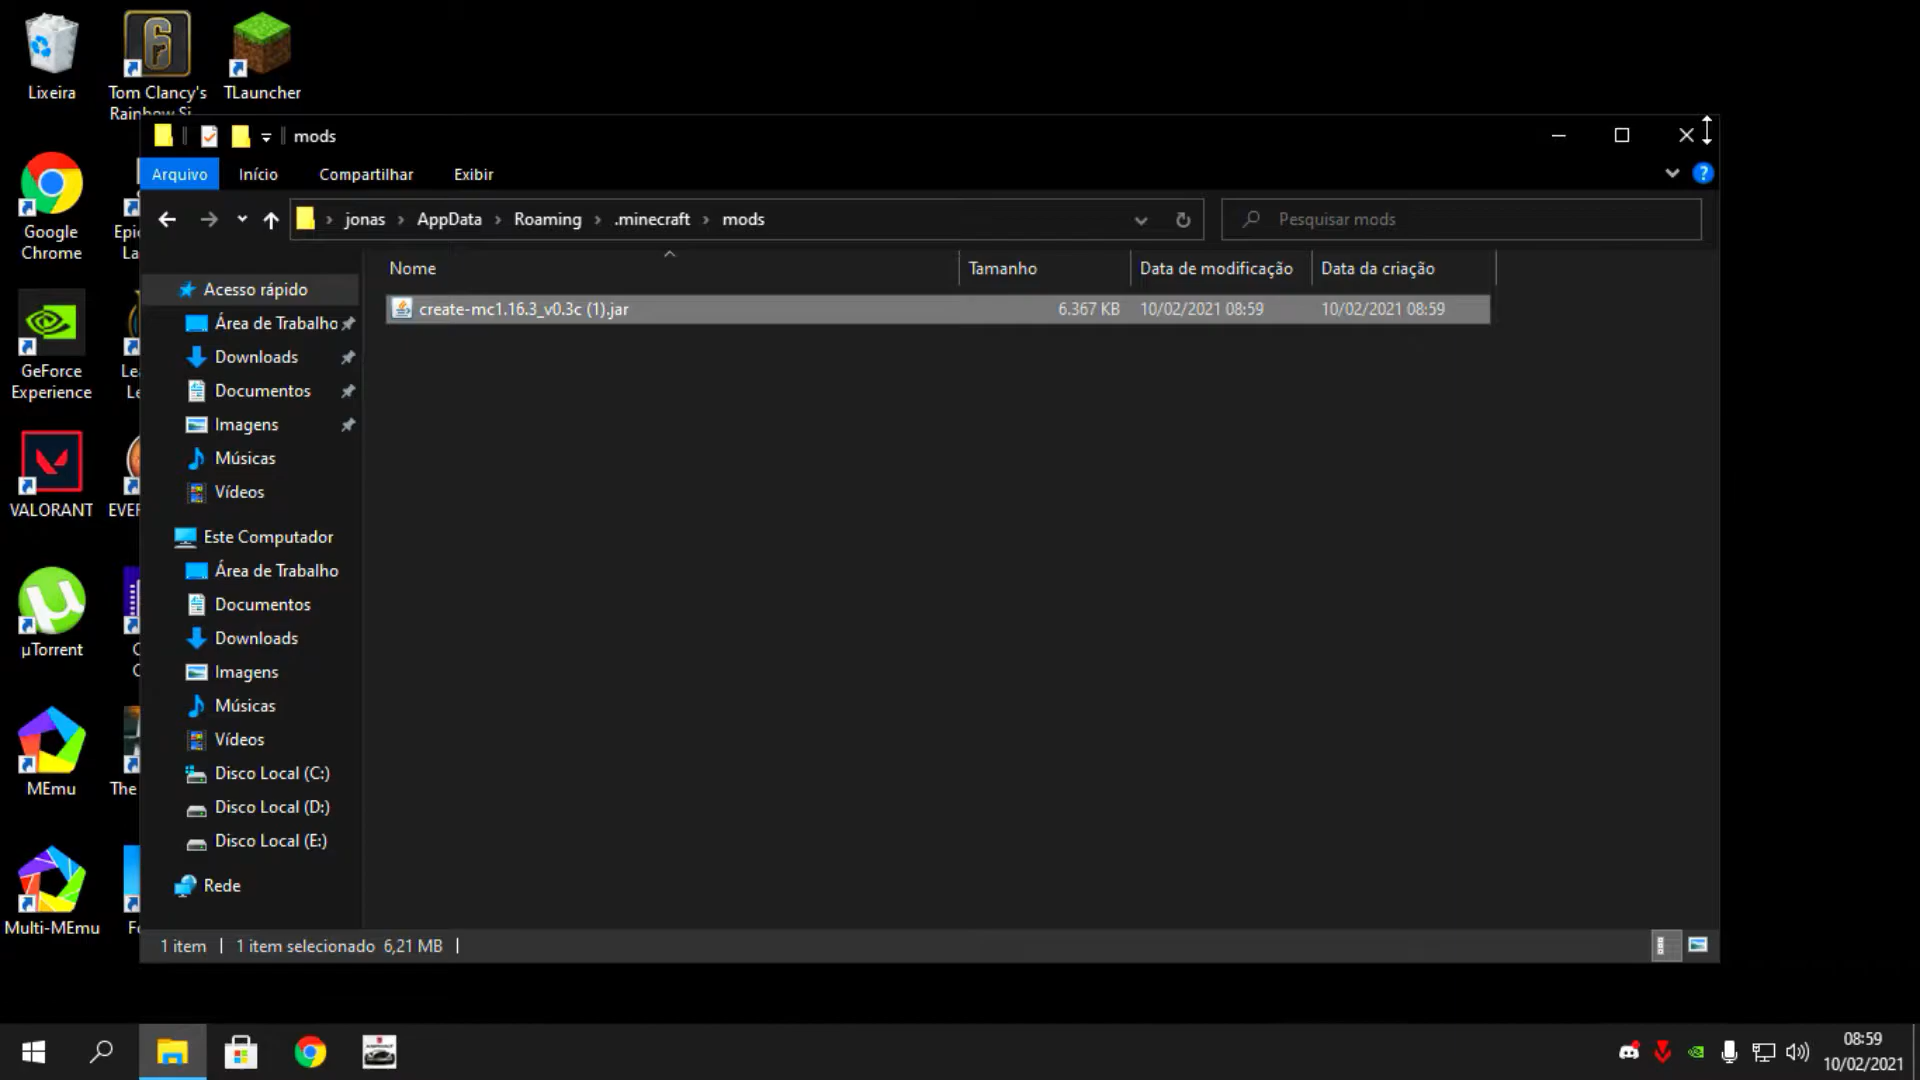 Lixeira
Tom Clancy's
Rainbow Si...
TLauncher
mods
Arquivo
Início
Compartilhar
Exibir
jonas
AppData
Roaming
.minecraft
mods
Pesquisar mods
Google
Chrome
GeForce
Experience
VALORANT
EVER
µTorrent
MEmu
The
Multi-MEmu
Nome
Tamanho
Data de modificação
Data da criação
create-mc1.16.3_v0.3c (1).jar
6.367 KB
10/02/2021 08:59
10/02/2021 08:59
Acesso rápido
Área de Trabalho
Downloads
Documentos
Imagens
Músicas
Vídeos
Este Computador
Área de Trabalho
Documentos
Downloads
Imagens
Músicas
Vídeos
Disco Local (C:)
Disco Local (D:)
Disco Local (E:)
Rede
1 item
1 item selecionado 6,21 MB
08:59
10/02/2021